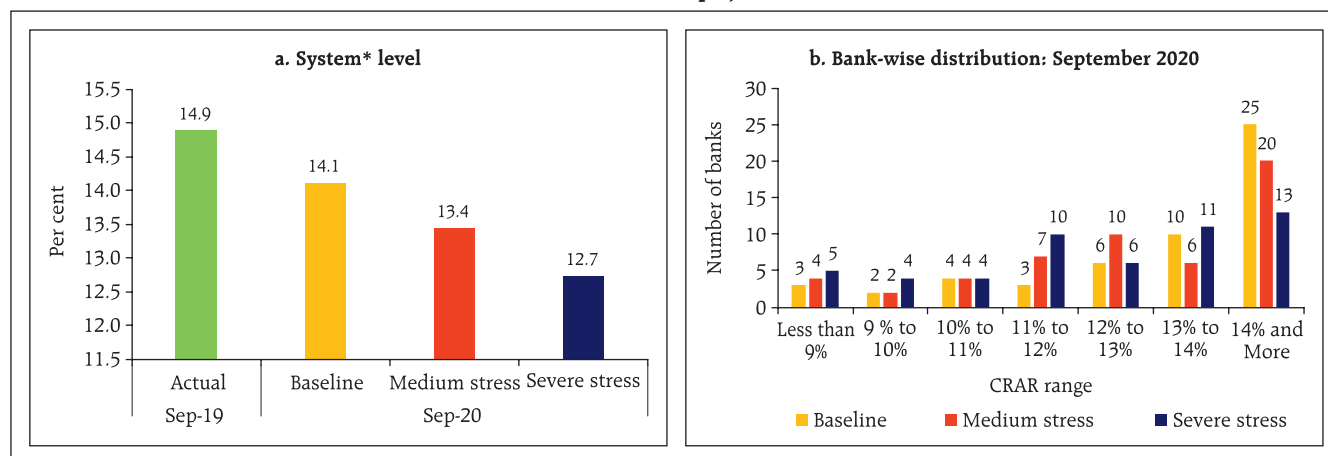 a. System* level
Per cent
15.5
15.0
14.5
14.0
13.5
13.0
12.5
12.0
11.5
14.9
14.1
13.4
12.7
Actual
Baseline
Medium stress
Severe stress
Sep-19
Sep-20
b. Bank-wise distribution: September 2020
Number of banks
30
25
20
15
10
5
0
3 4 5
2 2 4
4 4 4
3 7 10
6 10 6
10 6 11
25 20 13
Less than
9%
9 % to
10%
10% to
11%
11% to
12%
12% to
13%
13% to
14%
14% and
More
CRAR range
Baseline
Medium stress
Severe stress